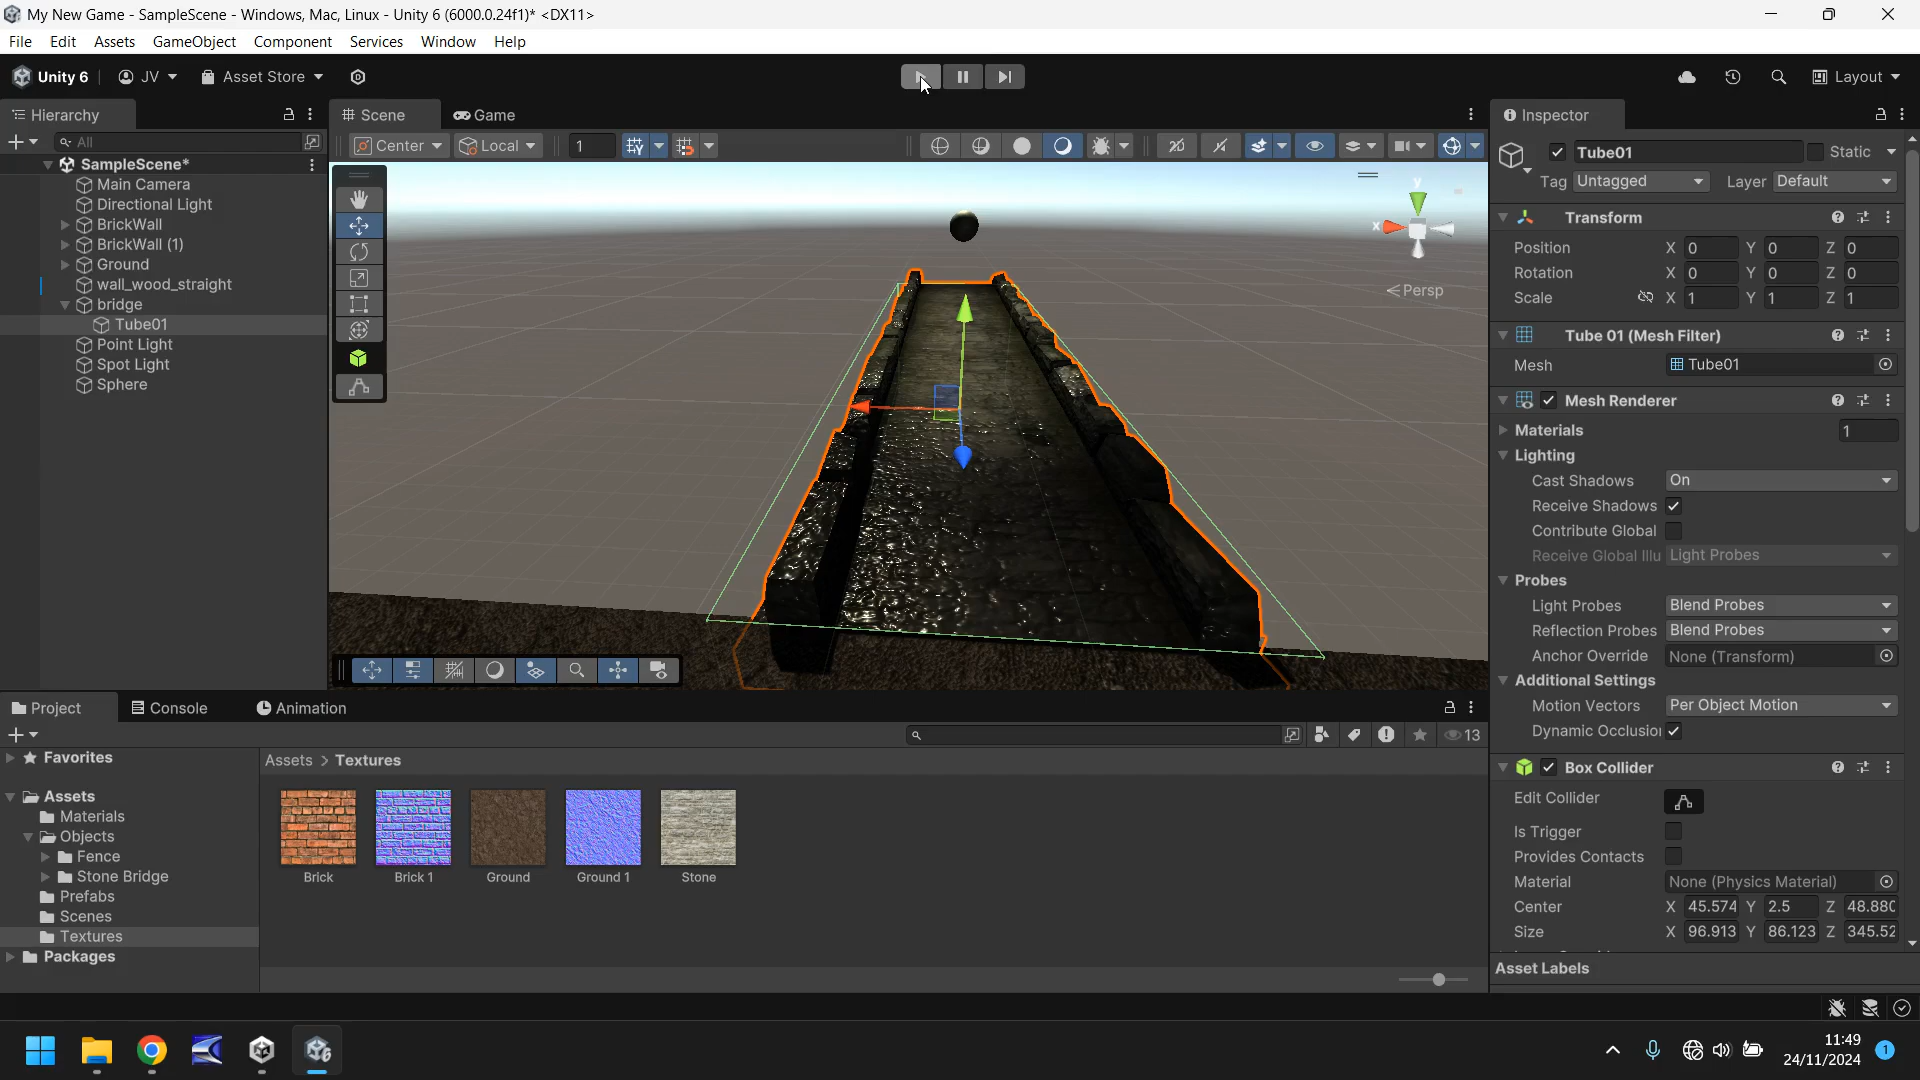 My New Game - SampleScene - Windows, Mac, Linux - Unity 6 (6000.0.24f1)* <DX11>
File Edit Assets GameObject Component Services Window Help
Unity 6 JV Asset Store Layout
Hierarchy
All
SampleScene*
Main Camera
Directional Light
BrickWall
BrickWall (1)
Ground
wall_wood_straight
bridge
Tube01
Point Light
Spot Light
Sphere
Scene Game
Center Local 1
y
x
Persp
Inspector
Tube01 Static
Tag Untagged Layer Default
Transform
Position X 0 Y 0 Z 0
Rotation X 0 Y 0 Z 0
Scale X 1 Y 1 Z 1
Tube 01 (Mesh Filter)
Mesh Tube01
Mesh Renderer
Materials 1
Lighting
Cast Shadows On
Receive Shadows
Contribute Global
Receive Global Illu Light Probes
Probes
Light Probes Blend Probes
Reflection Probes Blend Probes
Anchor Override None (Transform)
Additional Settings
Motion Vectors Per Object Motion
Dynamic Occlusion
Box Collider
Edit Collider
Is Trigger
Provides Contacts
Material None (Physics Material)
Center X 45.574 Y 2.5 Z 48.880
Size X 96.913 Y 86.123 Z 345.52
Asset Labels
Project Console Animation
13
Favorites
Assets
Materials
Objects
Fence
Stone Bridge
Prefabs
Scenes
Textures
Packages
Assets > Textures
Brick Brick 1 Ground Ground 1 Stone
11:49
24/11/2024
1